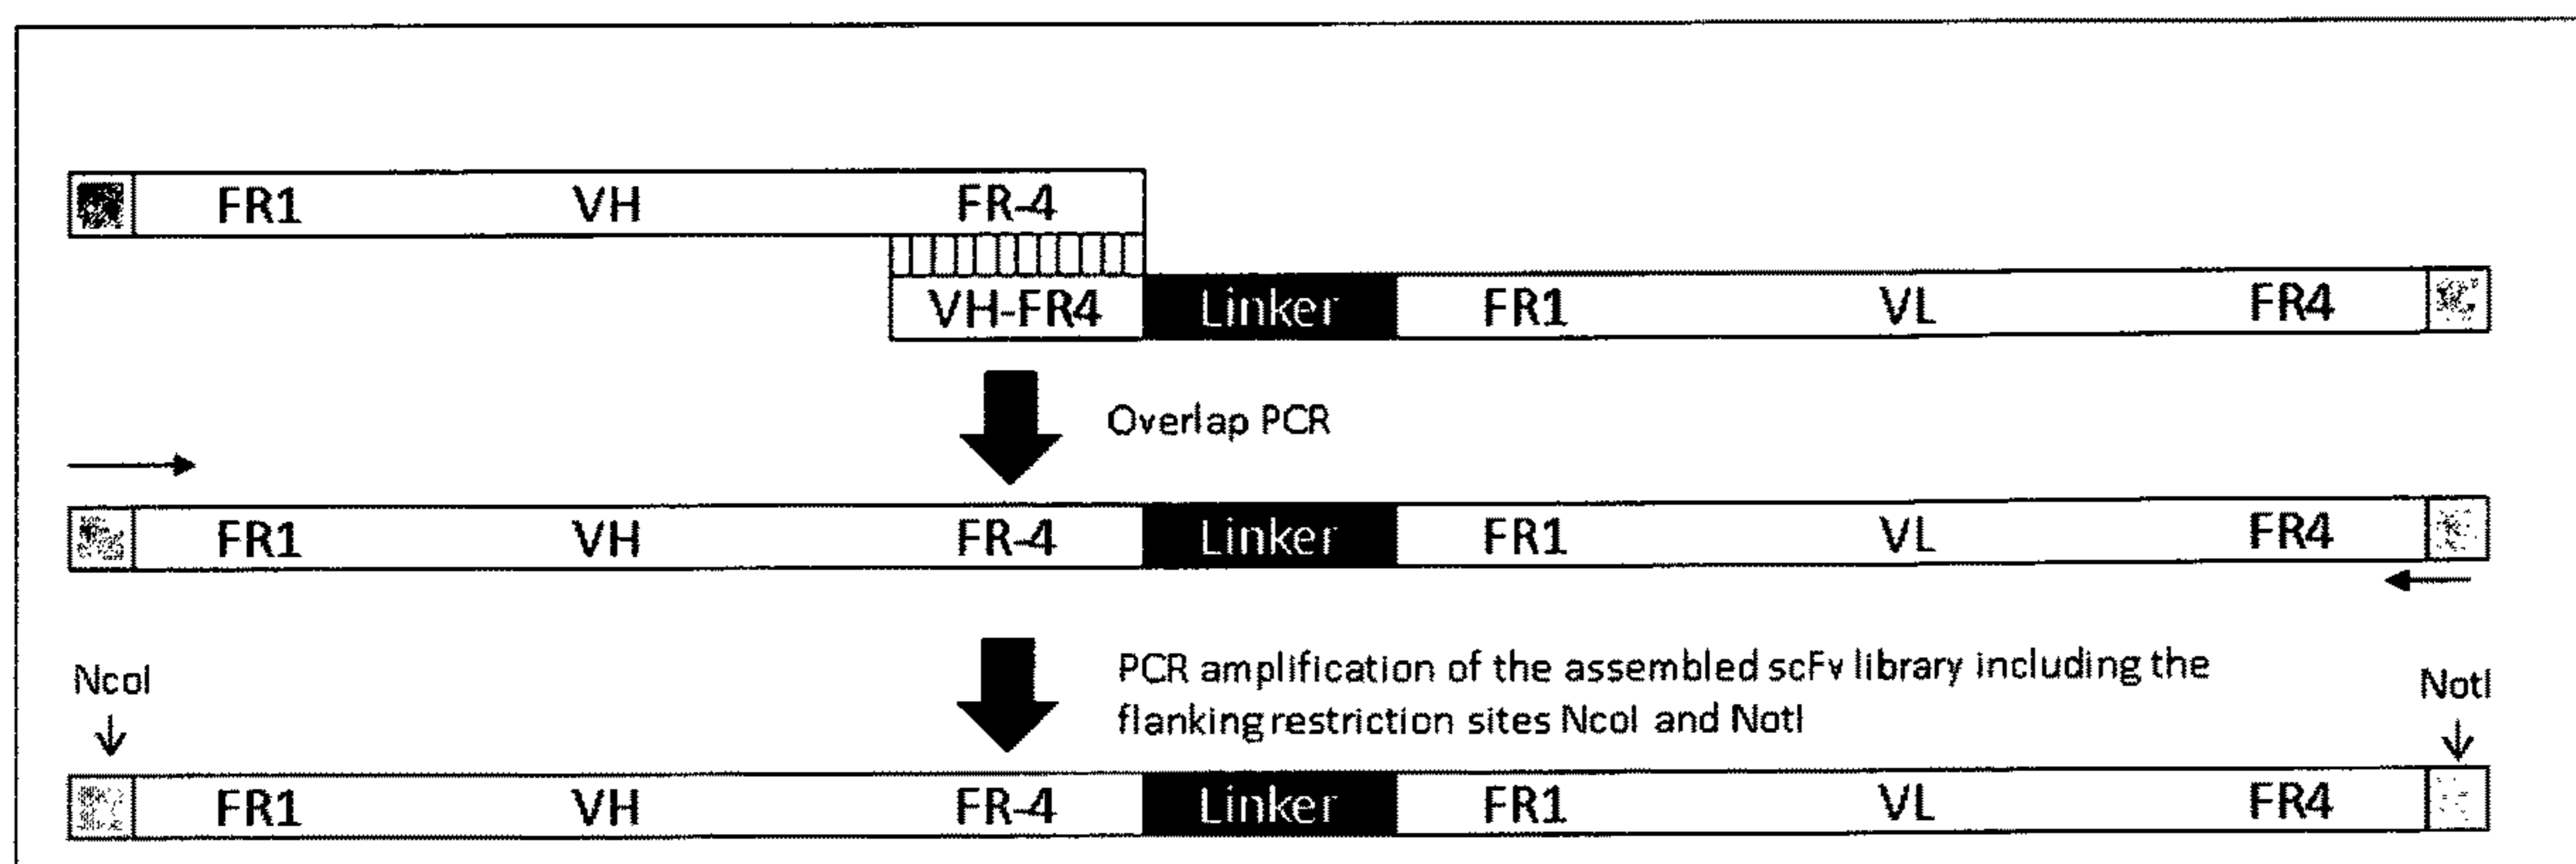 FR1 VH FR-4
VH-FR4 Linker FR1 VL FR4
Overlap PCR
FR1 VH FR-4 Linker FR1 VL FR4
NcoI
PCR amplification of the assembled scFv library including the
flanking restriction sites NcoI and NotI
NotI
FR1 VH FR-4 Linker FR1 VL FR4